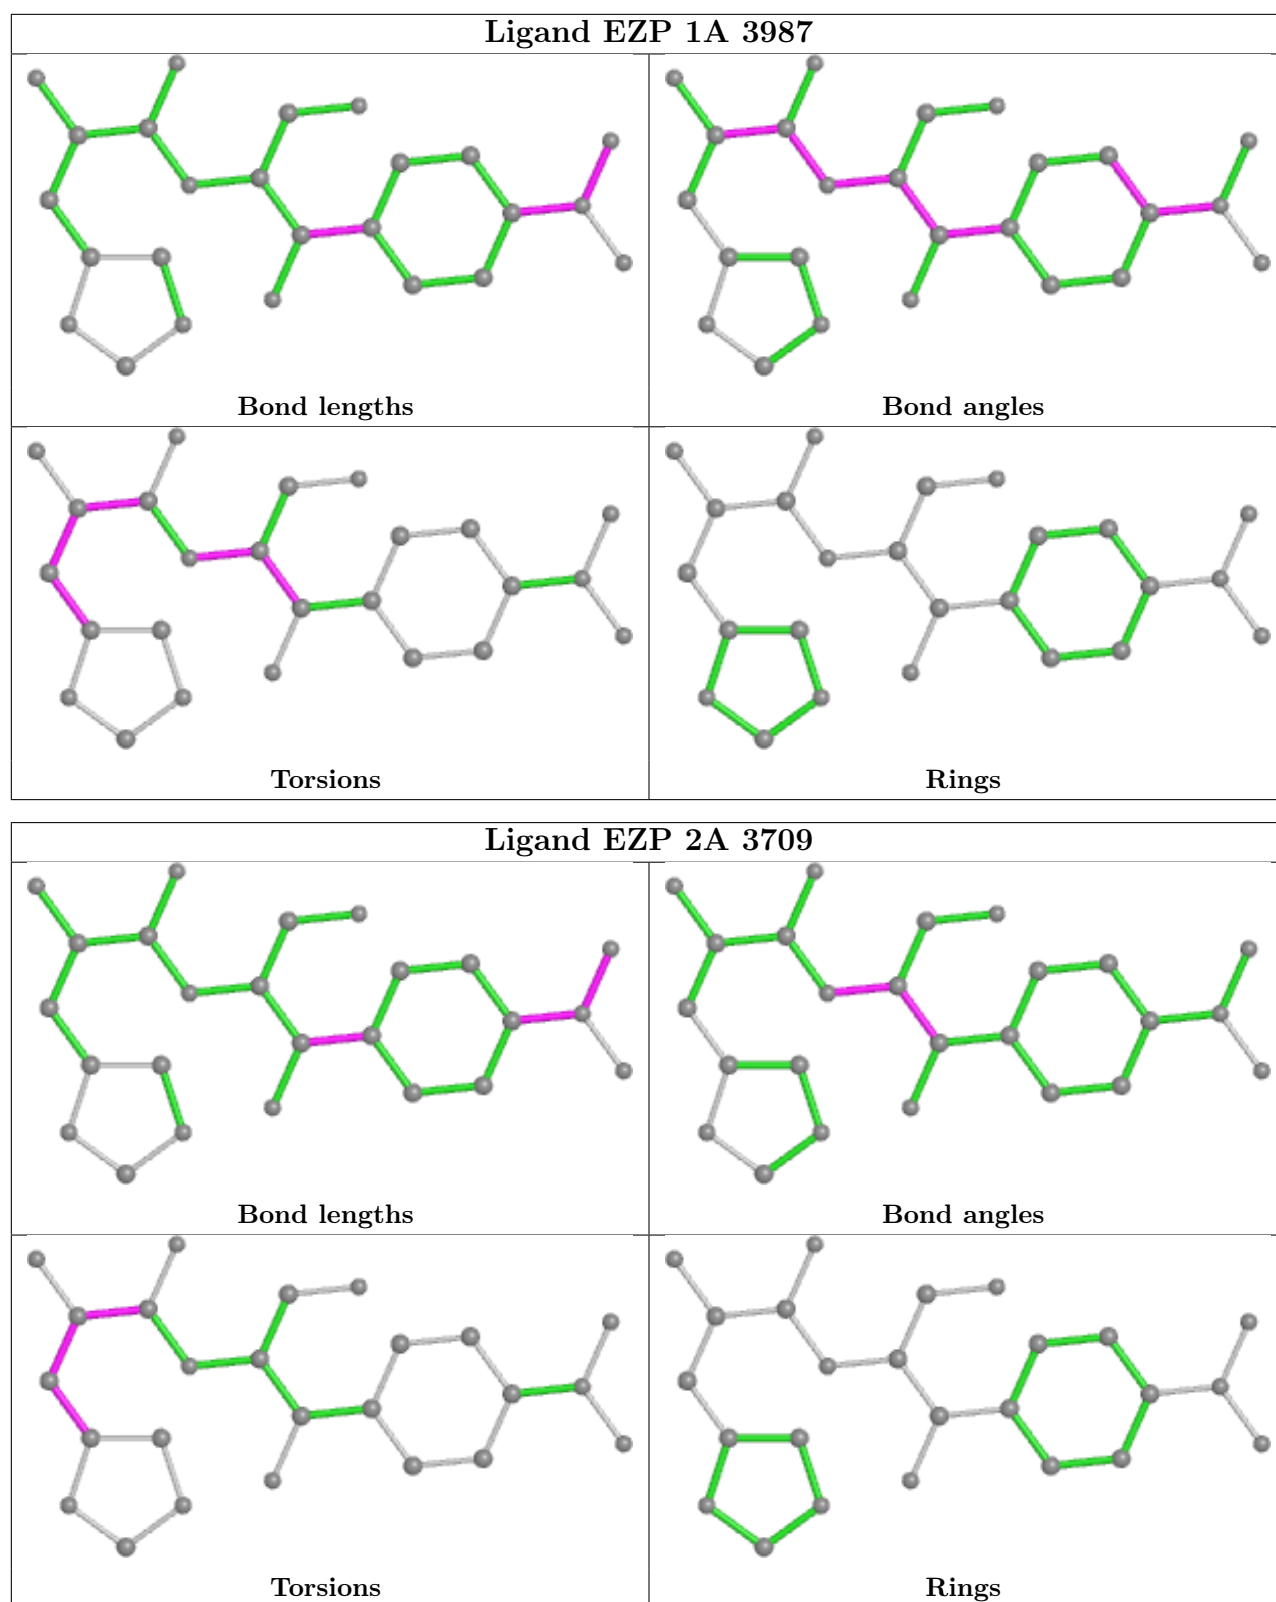 Ligand EZP 1A 3987
Bond lengths
Bond angles
Torsions
Rings
Ligand EZP 2A 3709
Bond lengths
Bond angles
Torsions
Rings